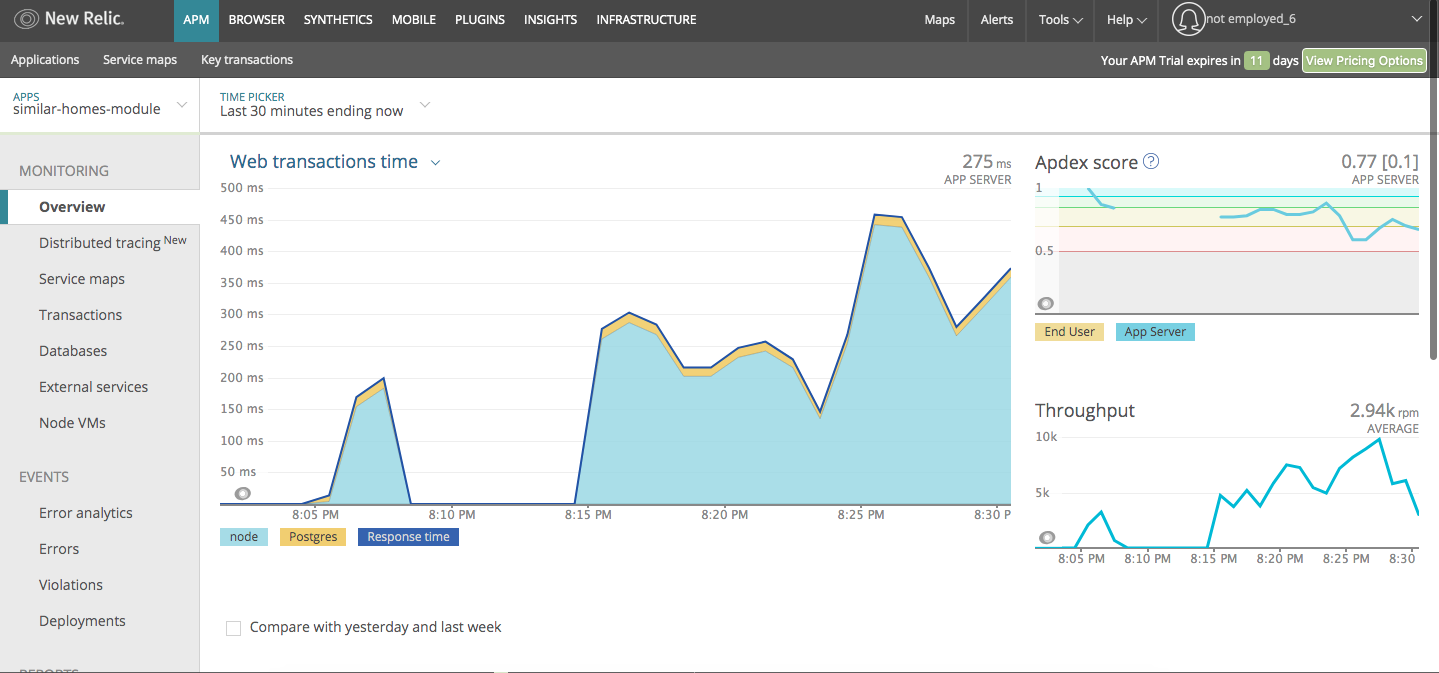 New Relic.
APM BROWSER SYNTHETICS MOBILE PLUGINS INSIGHTS INFRASTRUCTURE Maps Alerts Tools Help not employed_6
Applications Service maps Key transactions Your APM Trial expires in 11 days View Pricing Options
APPS
similar-homes-module
TIME PICKER
Last 30 minutes ending now
MONITORING
Overview
Distributed tracing New
Service maps
Transactions
Databases
External services
Node VMs
EVENTS
Error analytics
Errors
Violations
Deployments
REPORTS
Web transactions time
275 ms
APP SERVER
500 ms
450 ms
400 ms
350 ms
300 ms
250 ms
200 ms
150 ms
100 ms
50 ms
8:05 PM 8:10 PM 8:15 PM 8:20 PM 8:25 PM 8:30 P
node Postgres Response time
Compare with yesterday and last week
Apdex score ?
0.77 [0.1]
APP SERVER
1
0.5
End User App Server
Throughput
2.94k rpm
AVERAGE
10k
5k
8:05 PM 8:10 PM 8:15 PM 8:20 PM 8:25 PM 8:30